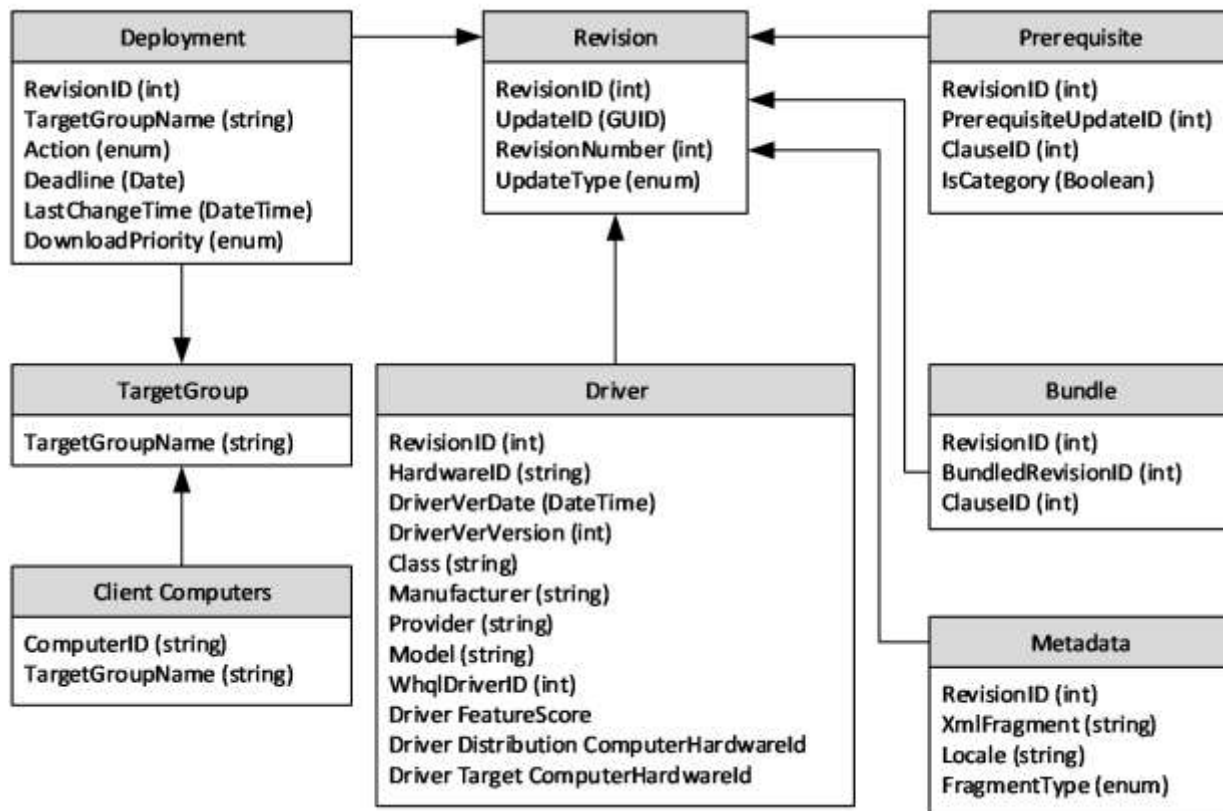 Deployment
RevisionID (int)
TargetGroupName (string)
Action (enum)
Deadline (Date)
LastChangeTime (DateTime)
DownloadPriority (enum)
Revision
RevisionID (int)
UpdateID (GUID)
RevisionNumber (int)
UpdateType (enum)
Prerequisite
RevisionID (int)
PrerequisiteUpdateID (int)
ClauseID (int)
IsCategory (Boolean)
TargetGroup
TargetGroupName (string)
Driver
RevisionID (int)
HardwareID (string)
DriverVerDate (DateTime)
DriverVerVersion (int)
Class (string)
Manufacturer (string)
Provider (string)
Model (string)
WhqlDriverID (int)
Driver FeatureScore
Driver Distribution ComputerHardwareId
Driver Target ComputerHardwareId
Bundle
RevisionID (int)
BundledRevisionID (int)
ClauseID (int)
Client Computers
ComputerID (string)
TargetGroupName (string)
Metadata
RevisionID (int)
XmlFragment (string)
Locale (string)
FragmentType (enum)